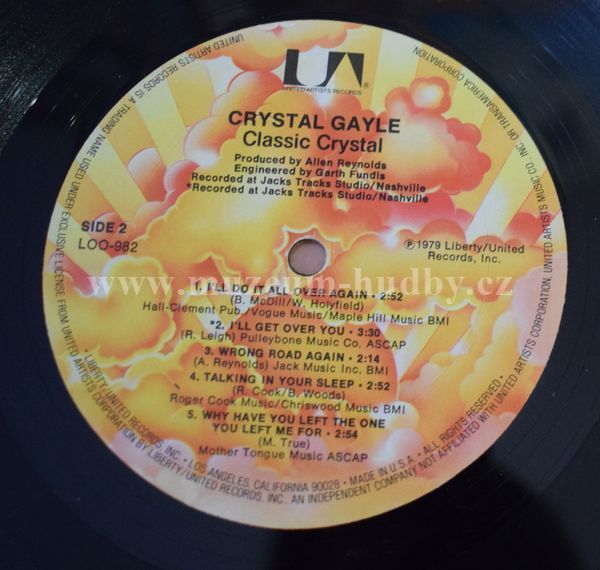 UA®
UNITED ARTISTS RECORDS
CRYSTAL GAYLE
Classic Crystal
Produced by Allen Reynolds
Engineered by Garth Fundis
Recorded at Jacks Tracks Studio/Nashville
*Recorded at Jacks Tracks Studio/Nashville
SIDE 2
LOO-982
℗ 1979 Liberty/United
Records, Inc.
www.muzeum-hudby.cz
1. I'LL DO IT ALL OVER AGAIN • 2:52
(B. McDill/W. Holyfield)
Hall-Clement Pub./Vogue Music/Maple Hill Music BMI
*2. I'LL GET OVER YOU • 3:30
(R. Leigh) Pulleybone Music Co. ASCAP
3. WRONG ROAD AGAIN • 2:14
(A. Reynolds) Jack Music Inc. BMI
4. TALKING IN YOUR SLEEP • 2:52
(R. Cook/B. Woods)
Roger Cook Music/Chriswood Music BMI
5. WHY HAVE YOU LEFT THE ONE
YOU LEFT ME FOR • 2:54
(M. True)
Mother Tongue Music ASCAP
• LIBERTY/UNITED RECORDS, INC. • LOS ANGELES, CALIFORNIA 90028 • MADE IN U.S.A. • ALL RIGHTS RESERVED •
UNITED ARTISTS RECORDS IS A TRADING NAME USED UNDER EXCLUSIVE LICENSE FROM UNITED ARTISTS CORPORATION BY LIBERTY/UNITED RECORDS, INC. AN INDEPENDENT COMPANY NOT AFFILIATED WITH UNITED ARTISTS CORPORATION, UNITED ARTISTS MUSIC CO. INC. OR TRANSAMERICA CORPORATION